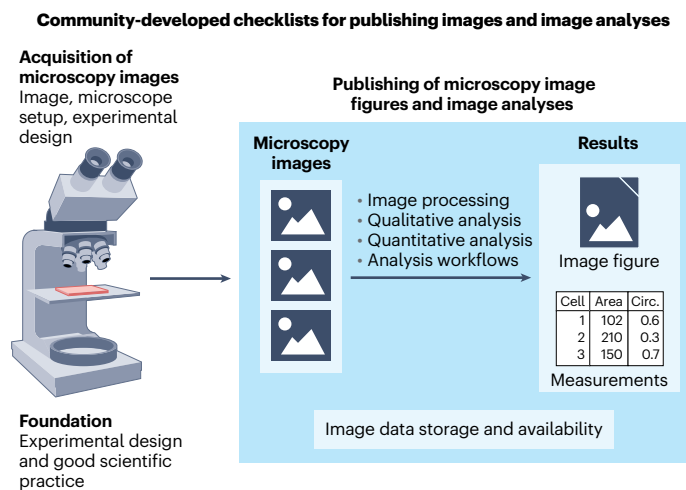 Community-developed checklists for publishing images and image analyses
Acquisition of
microscopy images
Image, microscope
setup, experimental
design
Foundation
Experimental design
and good scientific
practice
Publishing of microscopy image
figures and image analyses
Microscopy
images
• Image processing
• Qualitative analysis
• Quantitative analysis
• Analysis workflows
Results
Image figure
Cell Area Circ.
1 102 0.6
2 210 0.3
3 150 0.7
Measurements
Image data storage and availability